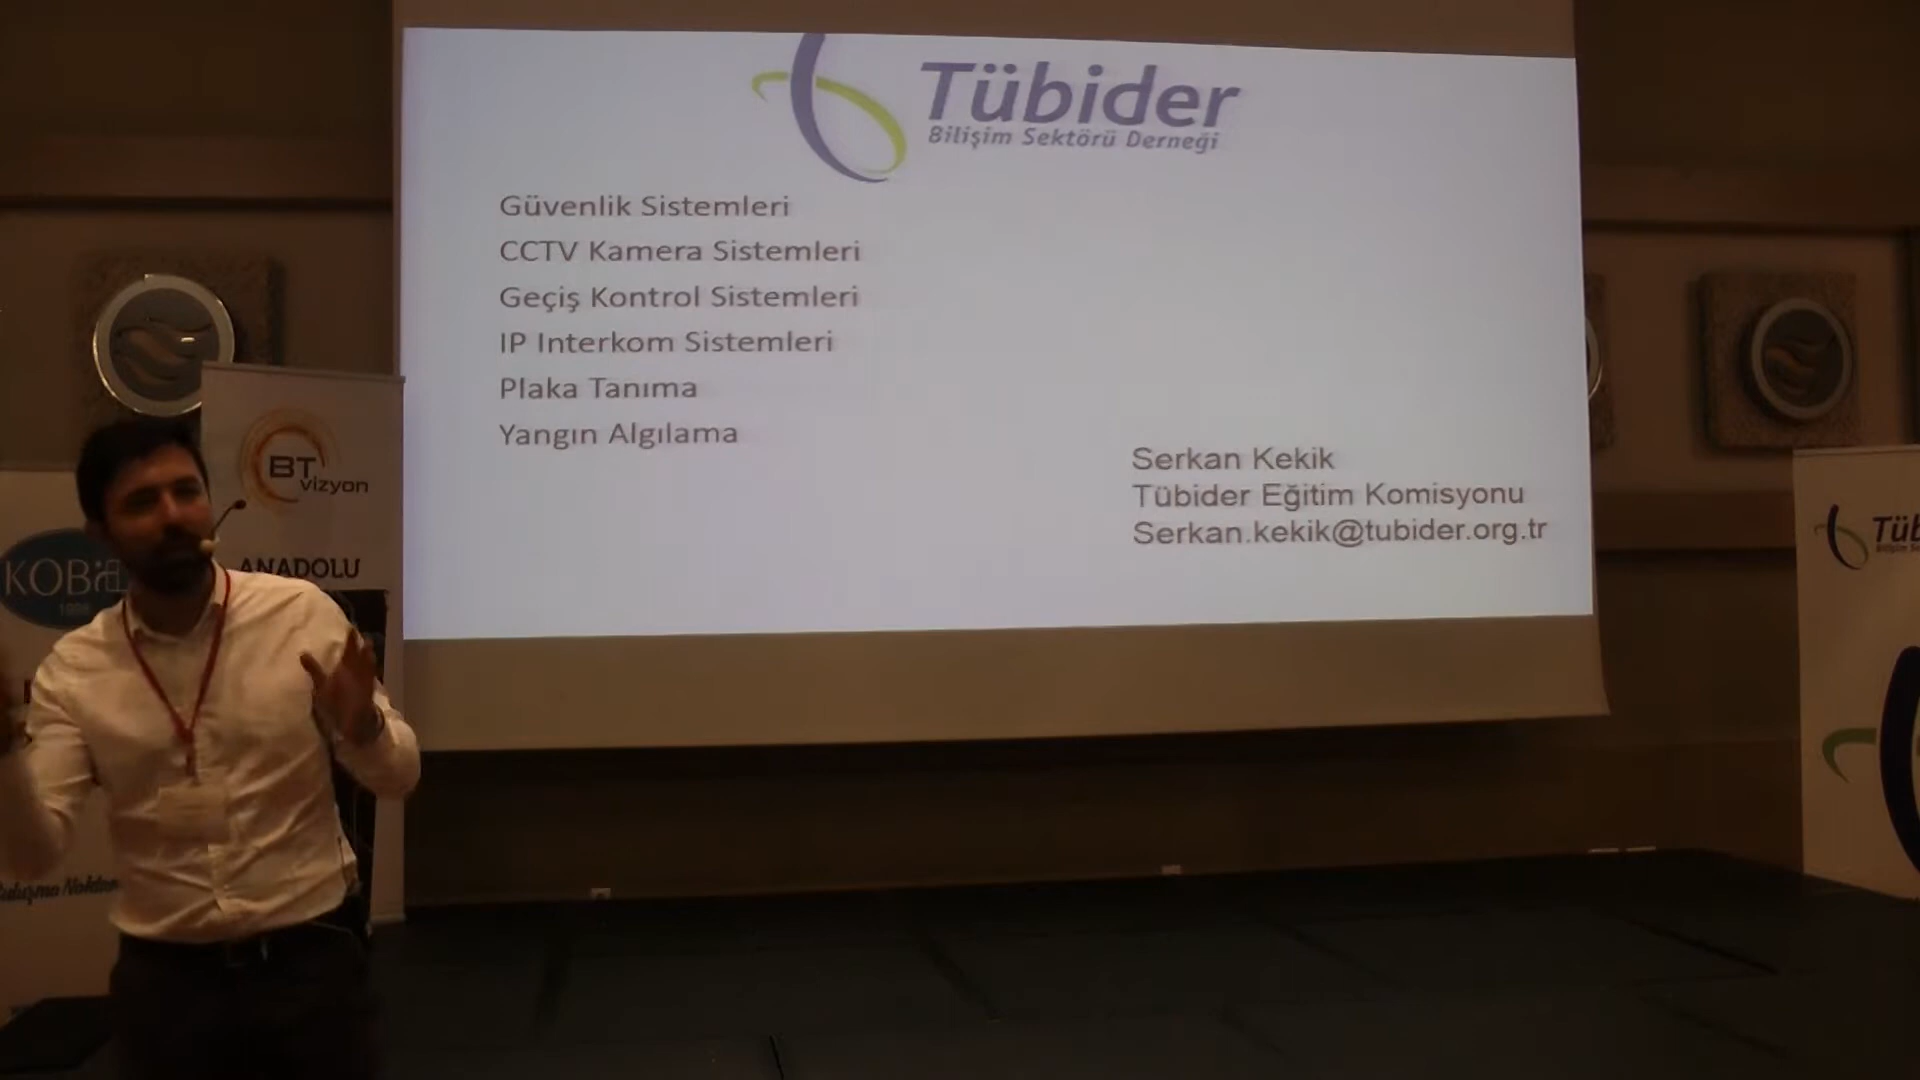 Tübider
Bilişim Sektörü Derneği
Güvenlik Sistemleri
CCTV Kamera Sistemleri
Geçiş Kontrol Sistemleri
IP Interkom Sistemleri
Plaka Tanıma
Yangın Algılama
Serkan Kekik
Tübider Eğitim Komisyonu
Serkan.kekik@tubider.org.tr
BT
vizyon
ANADOLU
KOBİ